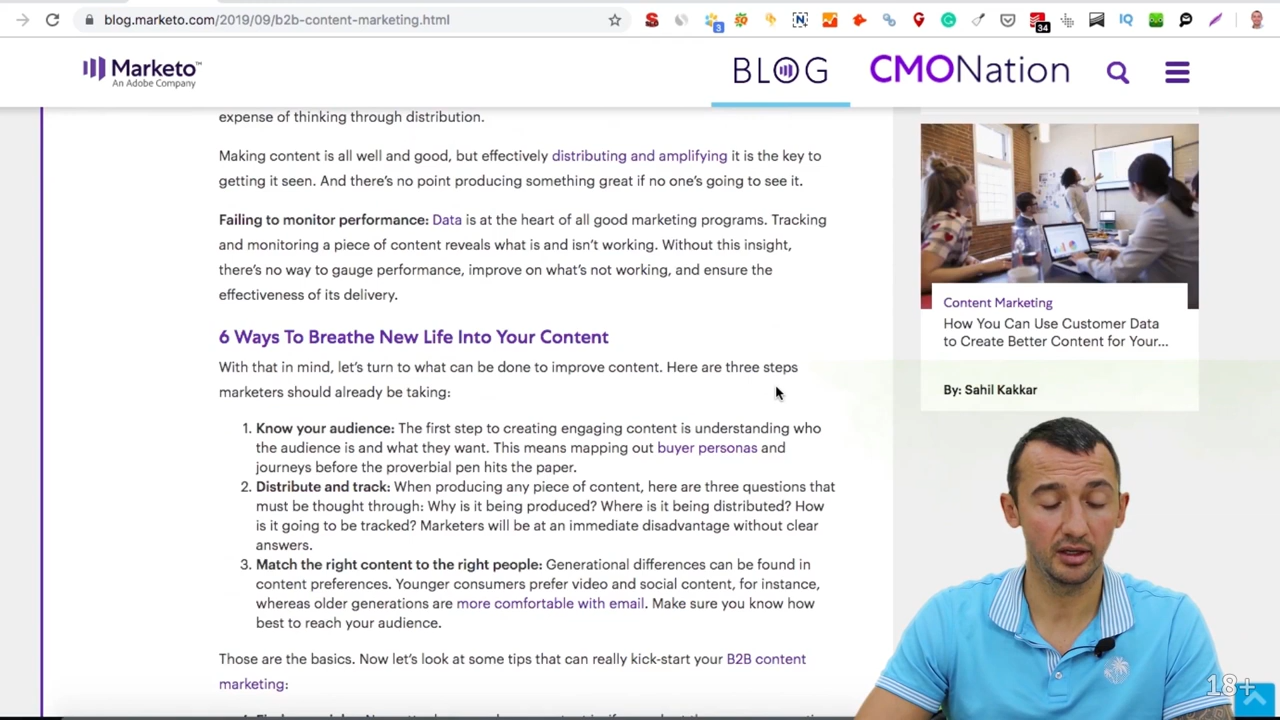 blog.marketo.com/2019/09/b2b-content-marketing.html
3
34
Marketo™
An Adobe Company
BLOG
CMONation
expense of thinking through distribution.
Making content is all well and good, but effectively distributing and amplifying it is the key to
getting it seen. And there's no point producing something great if no one's going to see it.
Failing to monitor performance: Data is at the heart of all good marketing programs. Tracking
and monitoring a piece of content reveals what is and isn't working. Without this insight,
there's no way to gauge performance, improve on what's not working, and ensure the
effectiveness of its delivery.
6 Ways To Breathe New Life Into Your Content
With that in mind, let's turn to what can be done to improve content. Here are three steps
marketers should already be taking:
1. Know your audience: The first step to creating engaging content is understanding who
the audience is and what they want. This means mapping out buyer personas and
journeys before the proverbial pen hits the paper.
2. Distribute and track: When producing any piece of content, here are three questions that
must be thought through: Why is it being produced? Where is it being distributed? How
is it going to be tracked? Marketers will be at an immediate disadvantage without clear
answers.
3. Match the right content to the right people: Generational differences can be found in
content preferences. Younger consumers prefer video and social content, for instance,
whereas older generations are more comfortable with email. Make sure you know how
best to reach your audience.
Those are the basics. Now let's look at some tips that can really kick-start your B2B content
marketing:
Content Marketing
How You Can Use Customer Data
to Create Better Content for Your...
By: Sahil Kakkar
18+